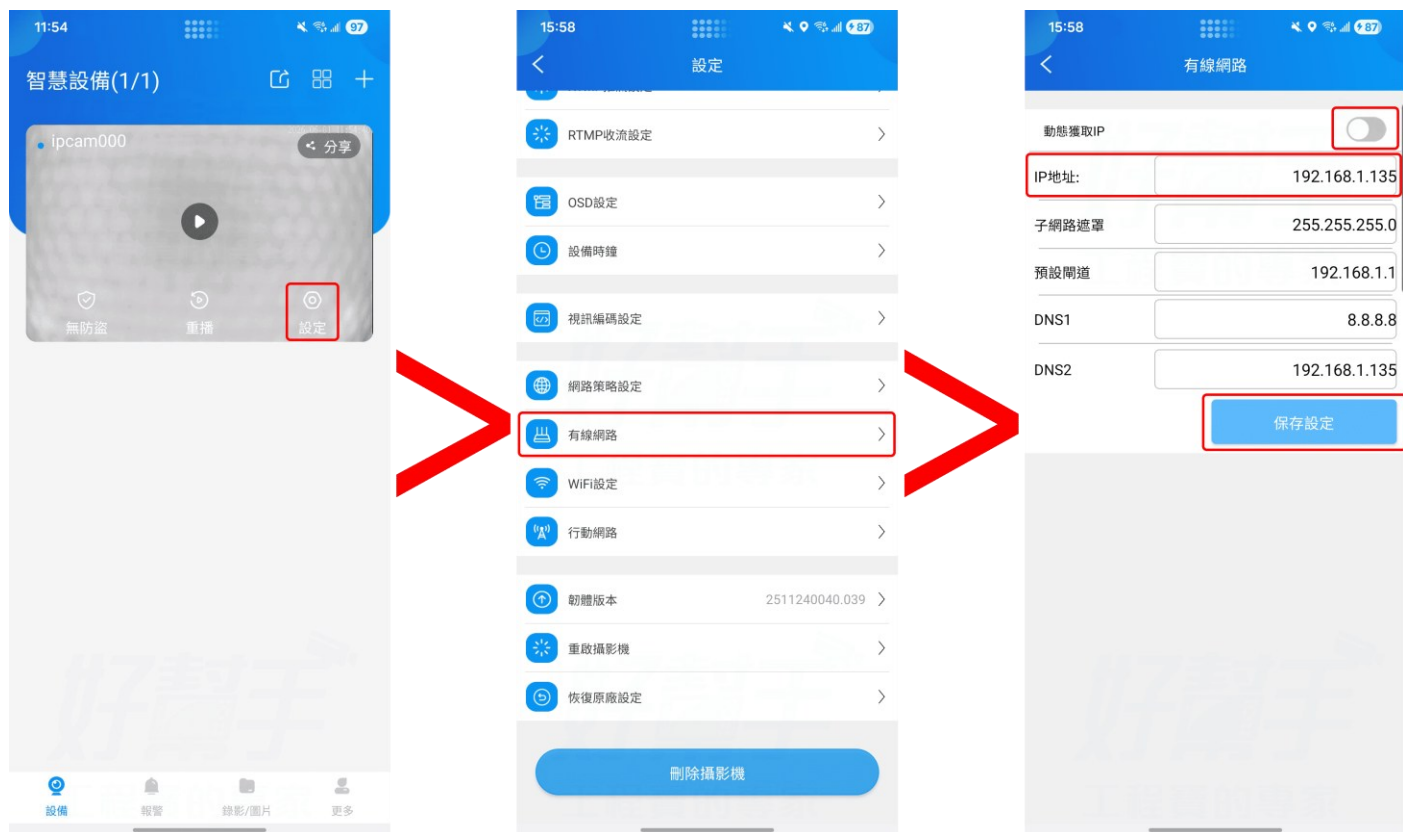 11:54
97
智慧設備(1/1)
ipcam000
分享
無防盜
重播
設定
設備
報警
錄影/圖片
更多
15:58
87
設定
RTMP收流設定
OSD設定
設備時鐘
視訊編碼設定
網路策略設定
有線網路
WiFi設定
行動網路
韌體版本 2511240040.039
重啟攝影機
恢復原廠設定
刪除攝影機
15:58
87
有線網路
動態獲取IP
IP地址: 192.168.1.135
子網路遮罩 255.255.255.0
預設閘道 192.168.1.1
DNS1 8.8.8.8
DNS2 192.168.1.135
保存設定
好幫手
好幫手